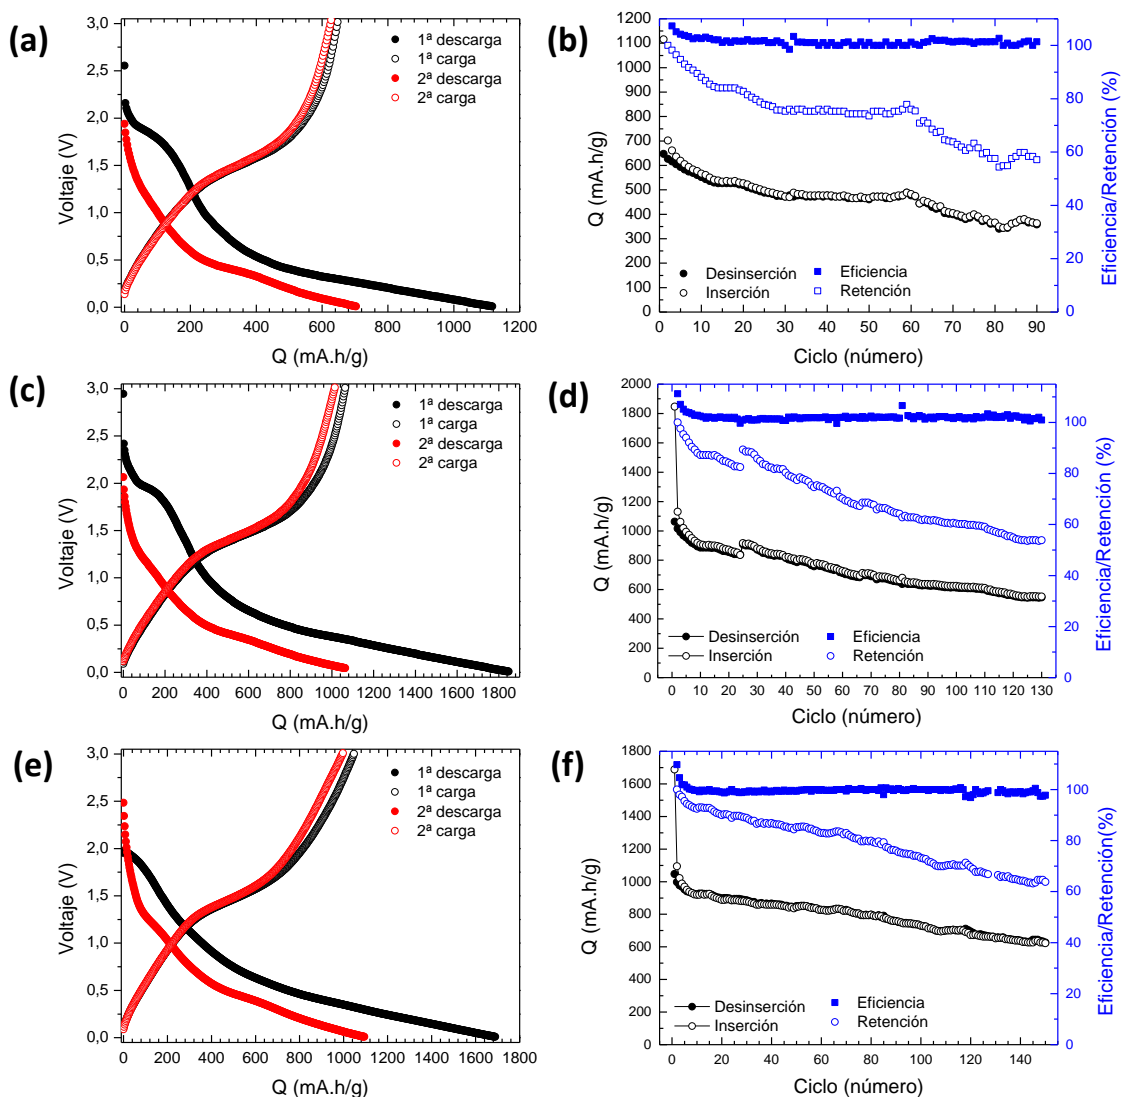 (a)
3,0
2,5
2,0
1,5
1,0
0,5
0,0
Voltaje (V)
1ª descarga
1ª carga
2ª descarga
2ª carga
0 200 400 600 800 1000 1200
Q (mA.h/g)
(b)
1200
1100
1000
900
800
700
600
500
400
300
200
100
0
Q (mA.h/g)
100
80
60
40
20
0
Eficiencia/Retención (%)
Desinserción
Inserción
Eficiencia
Retención
0 10 20 30 40 50 60 70 80 90
Ciclo (número)
(c)
3,0
2,5
2,0
1,5
1,0
0,5
0,0
Voltaje (V)
1ª descarga
1ª carga
2ª descarga
2ª carga
0 200 400 600 800 1000 1200 1400 1600 1800
Q (mA.h/g)
(d)
2000
1800
1600
1400
1200
1000
800
600
400
200
0
Q (mA.h/g)
100
80
60
40
20
0
Eficiencia/Retención (%)
Desinserción
Inserción
Eficiencia
Retención
0 10 20 30 40 50 60 70 80 90 100 110 120 130
Ciclo (número)
(e)
3,0
2,5
2,0
1,5
1,0
0,5
0,0
Voltaje (V)
1ª descarga
1ª carga
2ª descarga
2ª carga
0 200 400 600 800 1000 1200 1400 1600 1800
Q (mA.h/g)
(f)
1800
1600
1400
1200
1000
800
600
400
200
0
Q (mA.h/g)
100
80
60
40
20
0
Eficiencia/Retención(%)
Desinserción
Inserción
Eficiencia
Retención
0 20 40 60 80 100 120 140
Ciclo (número)